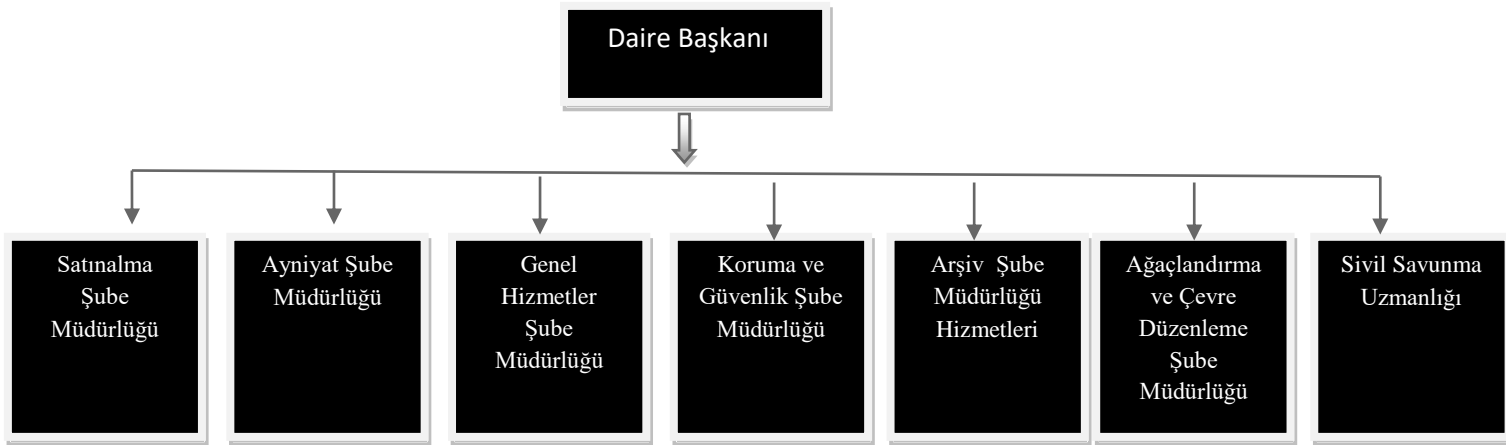 Daire Başkanı
Satınalma
Şube
Müdürlüğü
Ayniyat Şube
Müdürlüğü
Genel
Hizmetler
Şube
Müdürlüğü
Koruma ve
Güvenlik Şube
Müdürlüğü
Arşiv Şube
Müdürlüğü
Hizmetleri
Ağaçlandırma
ve Çevre
Düzenleme
Şube
Müdürlüğü
Sivil Savunma
Uzmanlığı